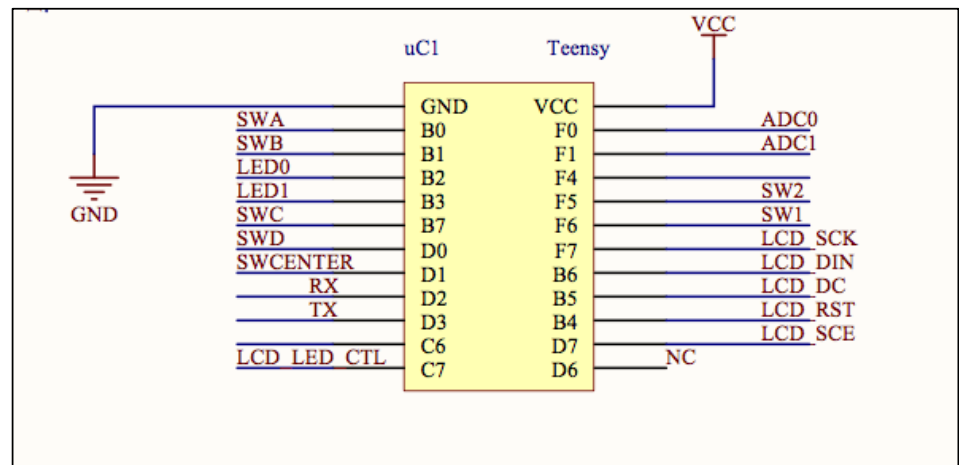 VCC
uC1 Teensy
GND VCC
SWA B0 F0 ADC0
SWB B1 F1 ADC1
LED0 B2 F4
LED1 B3 F5 SW2
SWC B7 F6 SW1
SWD D0 F7 LCD_SCK
SWCENTER D1 B6 LCD_DIN
RX D2 B5 LCD_DC
TX D3 B4 LCD_RST
C6 D7 LCD_SCE
LCD_LED_CTL C7 D6 NC
GND